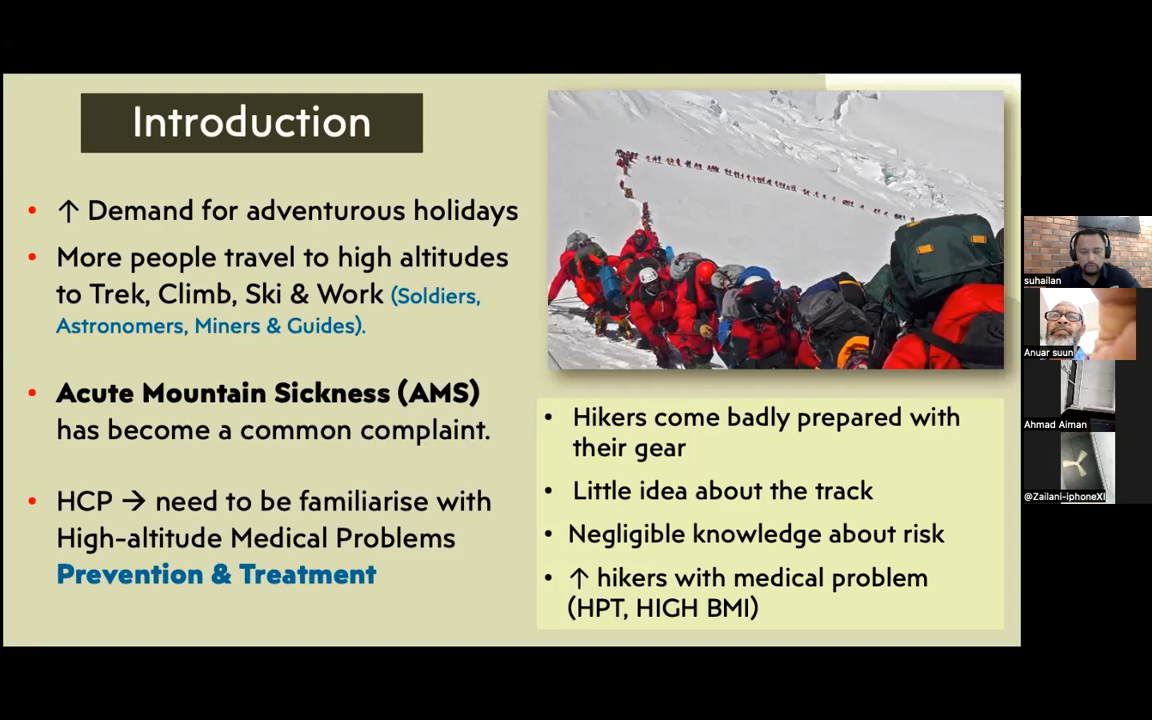 Introduction
• ↑ Demand for adventurous holidays
• More people travel to high altitudes
to Trek, Climb, Ski & Work (Soldiers,
Astronomers, Miners & Guides).
• Acute Mountain Sickness (AMS)
has become a common complaint.
• HCP → need to be familiarise with
High-altitude Medical Problems
Prevention & Treatment
• Hikers come badly prepared with
their gear
• Little idea about the track
• Negligible knowledge about risk
• ↑ hikers with medical problem
(HPT, HIGH BMI)
suhailan
Anuar suun
Ahmad Aiman
@Zailani-iphoneXI